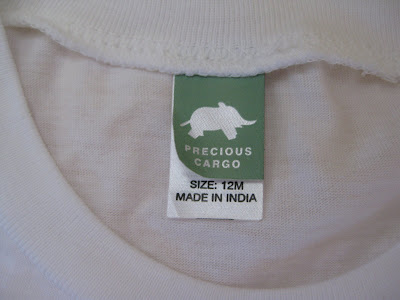 PRECIOUS
CARGO
SIZE: 12M
MADE IN INDIA